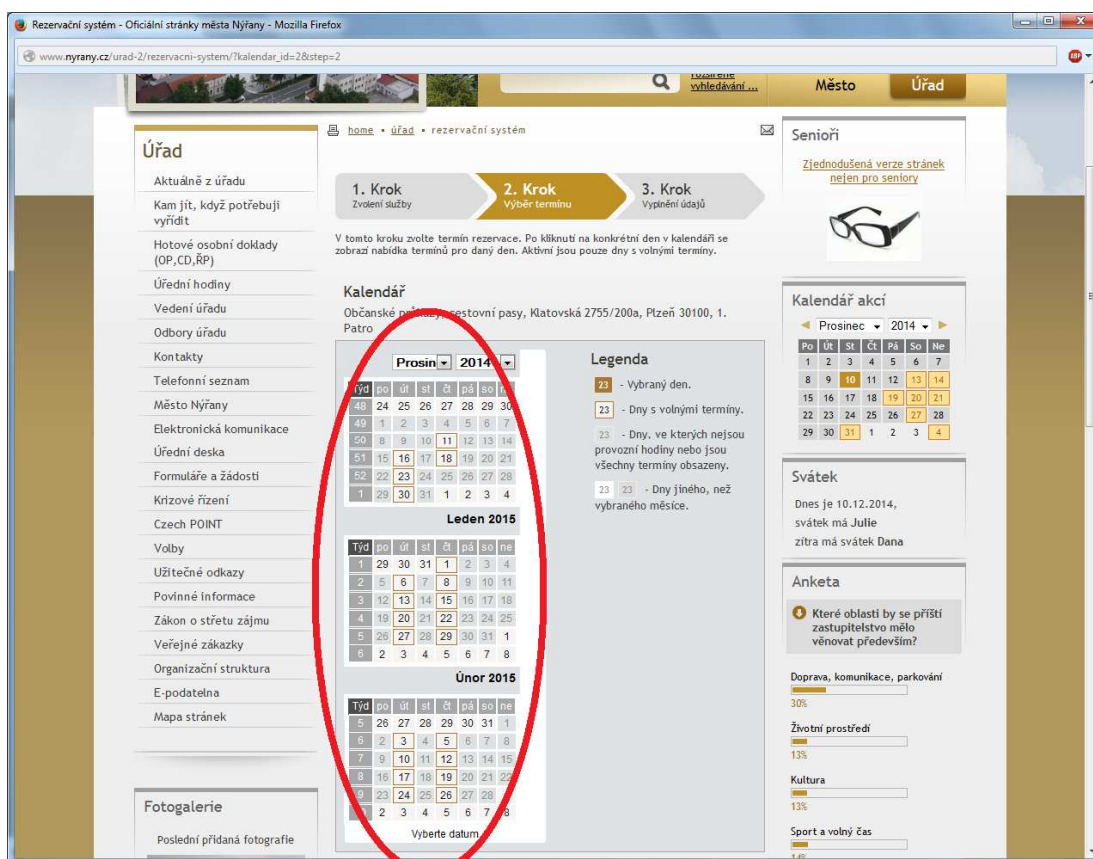 Rezervační systém - Oficiální stránky města Nýřany - Mozilla Firefox
www.nyrany.cz/urad-2/rezervacni-system/?kalendar_id=2&step=2
rozšířené
vyhledávání ...
Město
Úřad
home • úřad • rezervační systém
Úřad
Aktuálně z úřadu
Kam jít, když potřebuji
vyřídit
Hotové osobní doklady
(OP,CD,ŘP)
Úřední hodiny
Vedení úřadu
Odbory úřadu
Kontakty
Telefonní seznam
Město Nýřany
Elektronická komunikace
Úřední deska
Formuláře a žádosti
Krizové řízení
Czech POINT
Volby
Užitečné odkazy
Povinné informace
Zákon o střetu zájmu
Veřejné zakázky
Organizační struktura
E-podatelna
Mapa stránek
Fotogalerie
Poslední přidaná fotografie
1. Krok
Zvolení služby
2. Krok
Výběr termínu
3. Krok
Vyplnění údajů
V tomto kroku zvolte termín rezervace. Po kliknutí na konkrétní den v kalendáři se
zobrazí nabídka termínů pro daný den. Aktivní jsou pouze dny s volnými termíny.
Kalendář
Občanské průkazy, cestovní pasy, Klatovská 2755/200a, Plzeň 30100, 1.
Patro
Prosin 2014
Týd po út st čt pá so ne
48 24 25 26 27 28 29 30
49 1 2 3 4 5 6 7
50 8 9 10 11 12 13 14
51 15 16 17 18 19 20 21
52 22 23 24 25 26 27 28
1 29 30 31 1 2 3 4
Leden 2015
Týd po út st čt pá so ne
1 29 30 31 1 2 3 4
2 5 6 7 8 9 10 11
3 12 13 14 15 16 17 18
4 19 20 21 22 23 24 25
5 26 27 28 29 30 31 1
6 2 3 4 5 6 7 8
Únor 2015
Týd po út st čt pá so ne
5 26 27 28 29 30 31 1
6 2 3 4 5 6 7 8
7 9 10 11 12 13 14 15
8 16 17 18 19 20 21 22
9 23 24 25 26 27 28
2 3 4 5 6 7 8
Vyberte datum
Legenda
23 - Vybraný den.
23 - Dny s volnými termíny.
23 - Dny, ve kterých nejsou
provozní hodiny nebo jsou
všechny termíny obsazeny.
23 23 - Dny jiného, než
vybraného měsíce.
Senioři
Zjednodušená verze stránek
nejen pro seniory
Kalendář akcí
Prosinec 2014
Po Út St Čt Pá So Ne
1 2 3 4 5 6 7
8 9 10 11 12 13 14
15 16 17 18 19 20 21
22 23 24 25 26 27 28
29 30 31 1 2 3 4
Svátek
Dnes je 10.12.2014,
svátek má Julie
zítra má svátek Dana
Anketa
Které oblasti by se příští
zastupitelstvo mělo
věnovat především?
Doprava, komunikace, parkování
30%
Životní prostředí
13%
Kultura
13%
Sport a volný čas
14%